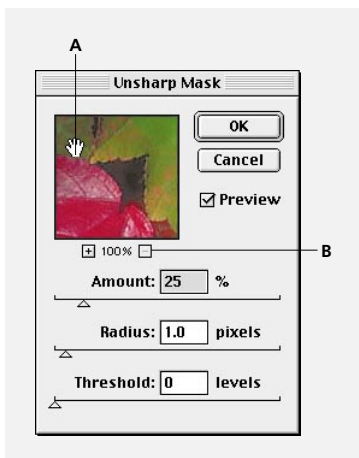 A
Unsharp Mask
OK
Cancel
Preview
+ 100% -
B
Amount: 25 %
Radius: 1.0 pixels
Threshold: 0 levels